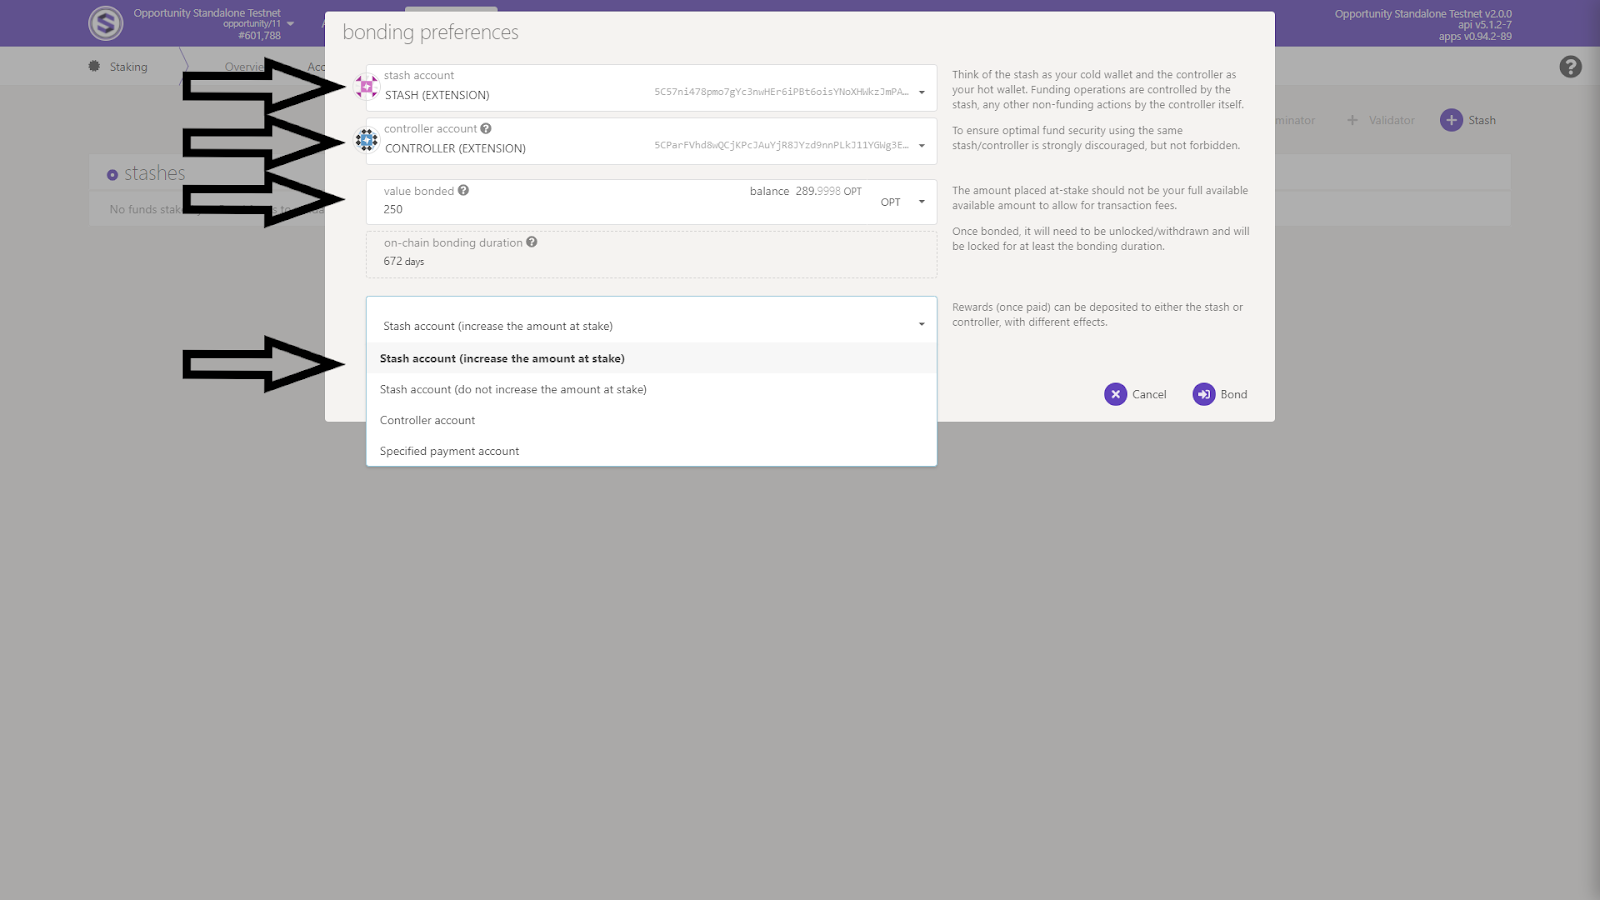 Opportunity Standalone Testnet
opportunity/11
#601,788
Opportunity Standalone Testnet v2.0.0
api v5.1.2-7
apps v0.94.2-89
Staking
Overvie
Acc
Validator
Stash
stashes
No funds stak
bonding preferences
stash account
STASH (EXTENSION)
5C57ni478pmo7gYc3nwHEr6iPBt6oisYNoXHWkzJmPA…
Think of the stash as your cold wallet and the controller as
your hot wallet. Funding operations are controlled by the
stash, any other non-funding actions by the controller itself.
controller account
CONTROLLER (EXTENSION)
5CParFVhd8wQCjKPcJAuYjR8JYzd9nnPLkJ11YGWg3E…
To ensure optimal fund security using the same
stash/controller is strongly discouraged, but not forbidden.
value bonded
250
balance 289.9998 OPT
OPT
The amount placed at-stake should not be your full available
available amount to allow for transaction fees.
Once bonded, it will need to be unlocked/withdrawn and will
be locked for at least the bonding duration.
on-chain bonding duration
672 days
Stash account (increase the amount at stake)
Rewards (once paid) can be deposited to either the stash or
controller, with different effects.
Stash account (increase the amount at stake)
Stash account (do not increase the amount at stake)
Controller account
Specified payment account
Cancel
Bond